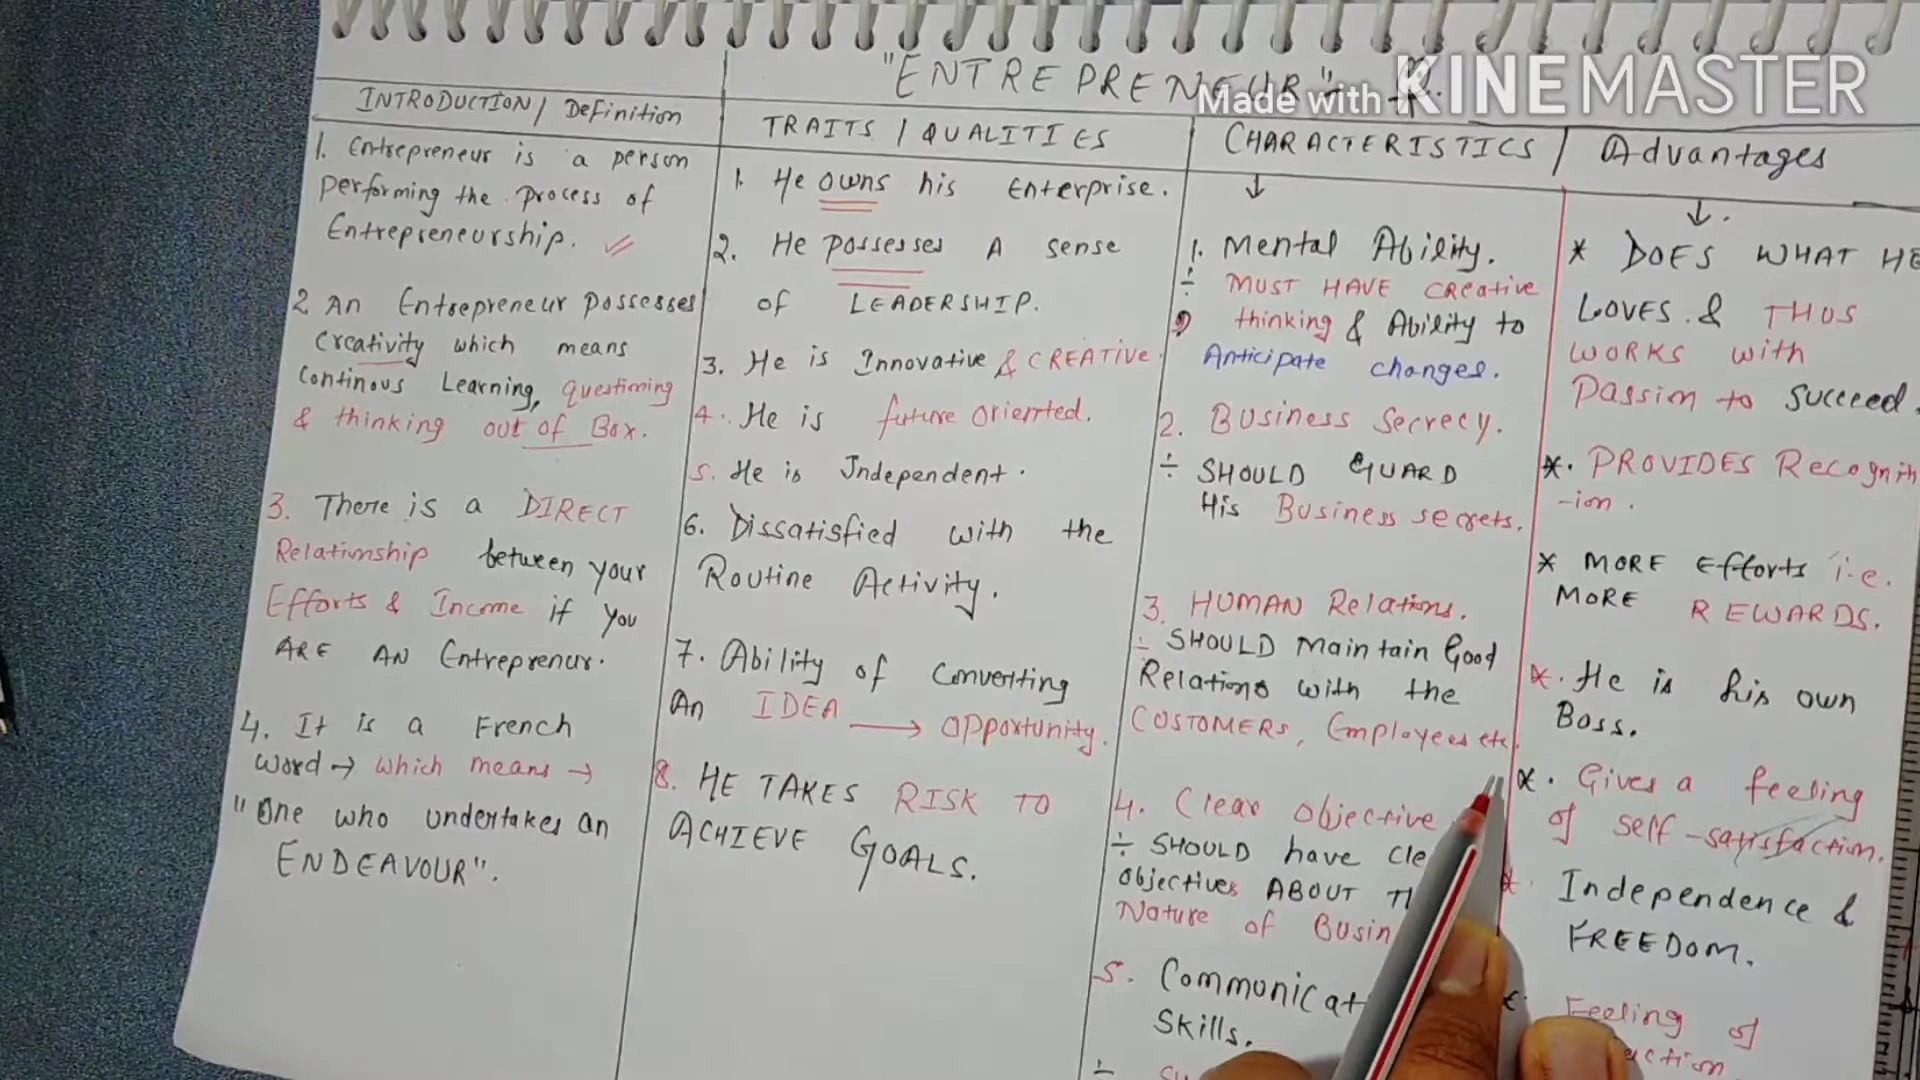 "ENTREPRENEUR"
Made with KINEMASTER
INTRODUCTION/ Definition
1. Entrepreneur is a person
performing the process of
Entrepreneurship.
2. An Entrepreneur possesses
creativity which means
continous Learning, questioning
& thinking out of Box.
3. There is a DIRECT
Relationship between your
Efforts & Income if you
ARE AN Entreprenur.
4. It is a French
word → which means →
"One who undertakes an
ENDEAVOUR".
TRAITS / QUALITIES
1. He owns his Enterprise.
2. He possesses A sense
of LEADERSHIP.
3. He is Innovative & CREATIVE.
4. He is future oriented.
5. He is Independent.
6. Dissatisfied with the
Routine Activity.
7. Ability of converting
An IDEA → opportunity.
8. HE TAKES RISK TO
ACHIEVE GOALS.
CHARACTERISTICS /
↓
1. Mental Ability.
÷ MUST HAVE creative
thinking & Ability to
Anticipate changes.
2. Business Secrecy.
÷ SHOULD GUARD
His Business secrets.
3. HUMAN Relations.
÷ SHOULD maintain Good
Relations with the
CUSTOMERS, Employees etc.
4. Clear objective
÷ SHOULD have cle
objectives ABOUT
Nature of Busin
5. Communicat
Skills.
÷
Advantages
↓.
* DOES WHAT HE
LOVES & THUS
WORKS with
Passion to succeed.
*. PROVIDES Recognit
-ion.
* MORE Efforts i.e.
MORE REWARDS.
*. He is his own
Boss.
*. Gives a feeling
of self-satisfaction.
*. Independence &
FREEDOM.
Feeling of
action